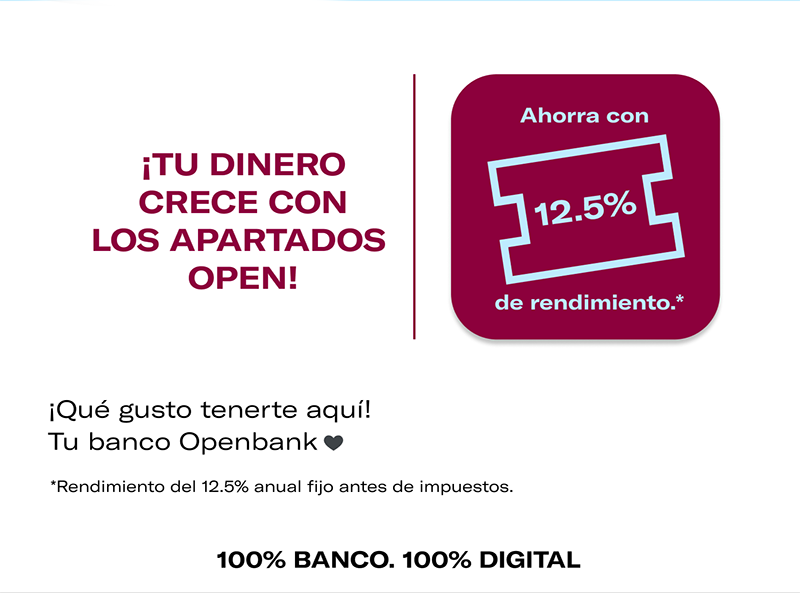 ¡TU DINERO
CRECE CON
LOS APARTADOS
OPEN!
Ahorra con
12.5%
de rendimiento.*
¡Qué gusto tenerte aquí!
Tu banco Openbank
*Rendimiento del 12.5% anual fijo antes de impuestos.
100% BANCO. 100% DIGITAL